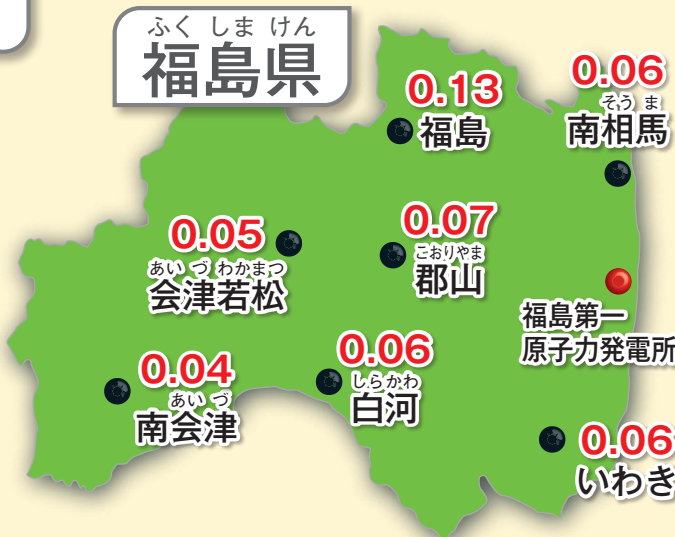 ふくしまけん
福島県
0.13
福島
0.06
そうま
南相馬
0.05
あいづわかまつ
会津若松
0.07
こおりやま
郡山
福島第一
原子力発電所
0.04
あいづ
南会津
0.06
しらかわ
白河
0.06
いわき